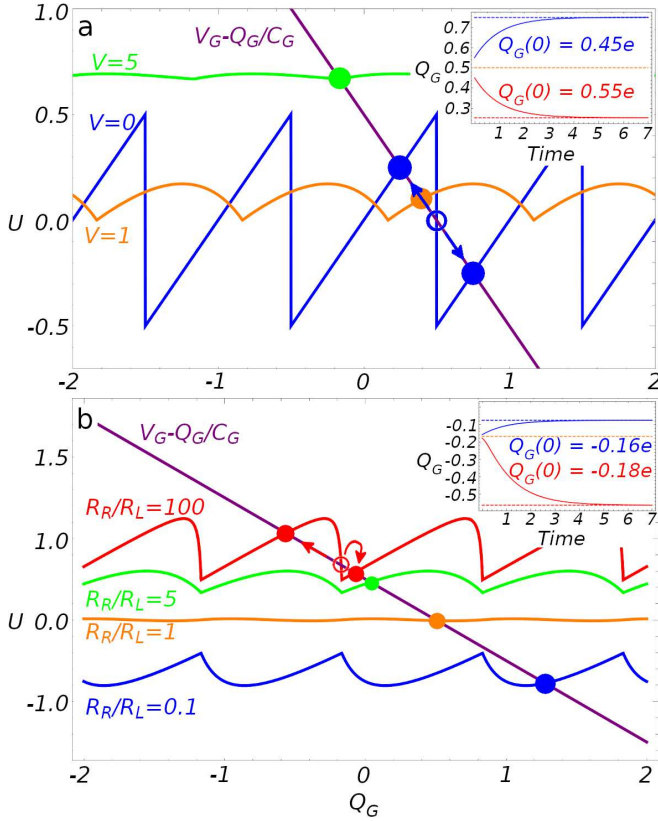 a
V_G-Q_G/C_G
V=5
V=0
V=1
U
1.0
0.5
0.0
-0.5
-2
-1
0
1
2
Q_G
0.7
0.6
0.5
0.4
0.3
Q_G(0) = 0.45e
Q_G(0) = 0.55e
1 2 3 4 5 6 7
Time
b
V_G-Q_G/C_G
R_R/R_L=100
R_R/R_L=5
R_R/R_L=1
R_R/R_L=0.1
U
1.5
1.0
0.0
-1.0
-2
-1
0
1
2
Q_G
Q_G
-0.1
-0.2
-0.3
-0.4
-0.5
Q_G(0) = -0.16e
Q_G(0) = -0.18e
1 2 3 4 5 6 7
Time